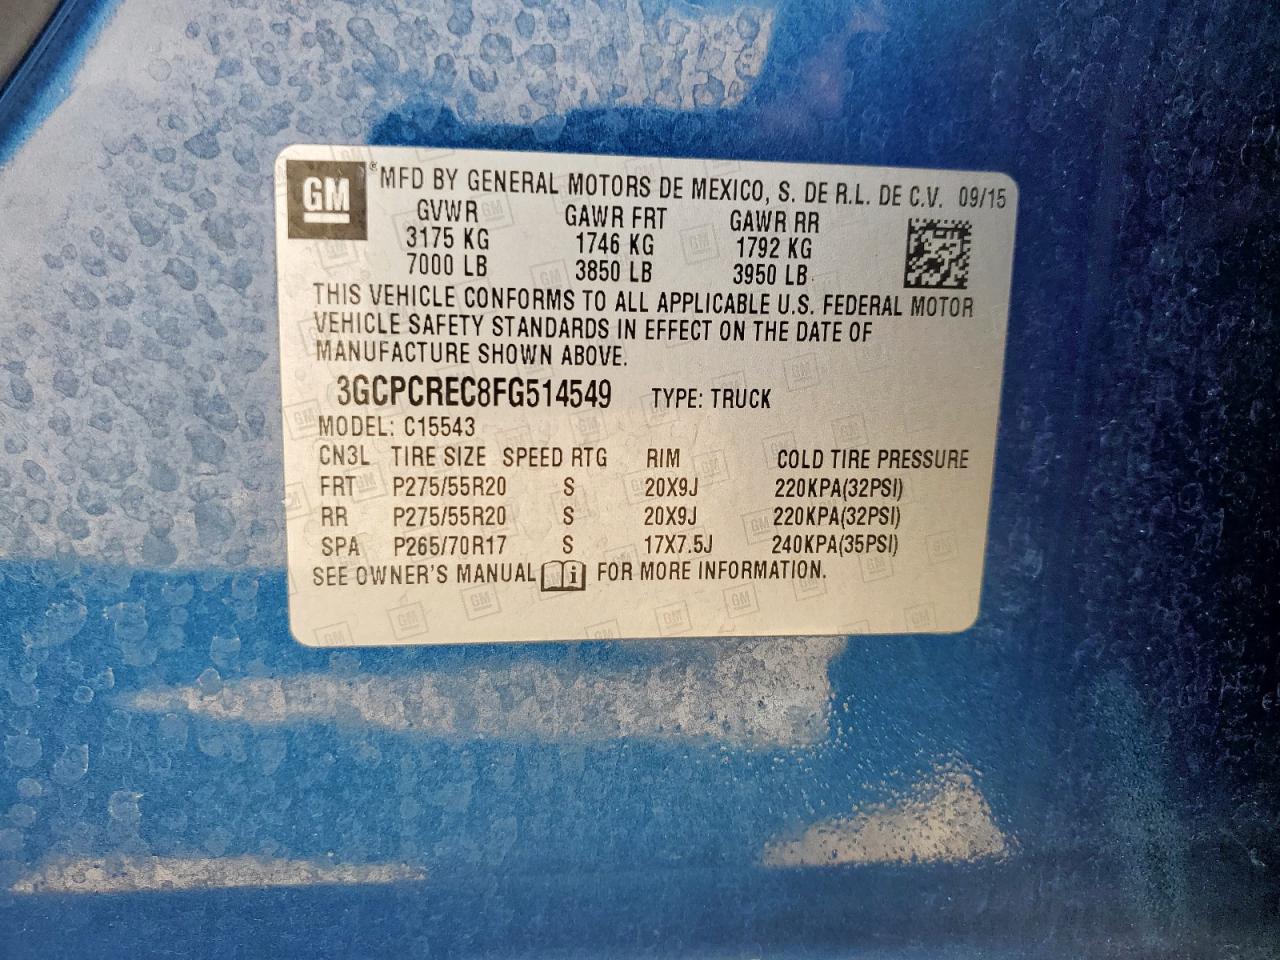 GM ® MFD BY GENERAL MOTORS DE MEXICO, S. DE R.L. DE C.V. 09/15
GVWR GAWR FRT GAWR RR
3175 KG 1746 KG 1792 KG
7000 LB 3850 LB 3950 LB
THIS VEHICLE CONFORMS TO ALL APPLICABLE U.S. FEDERAL MOTOR
VEHICLE SAFETY STANDARDS IN EFFECT ON THE DATE OF
MANUFACTURE SHOWN ABOVE.
3GCPCREC8FG514549 TYPE: TRUCK
MODEL: C15543
CN3L TIRE SIZE SPEED RTG RIM COLD TIRE PRESSURE
FRT P275/55R20 S 20X9J 220KPA(32PSI)
RR P275/55R20 S 20X9J 220KPA(32PSI)
SPA P265/70R17 S 17X7.5J 240KPA(35PSI)
SEE OWNER'S MANUAL FOR MORE INFORMATION.